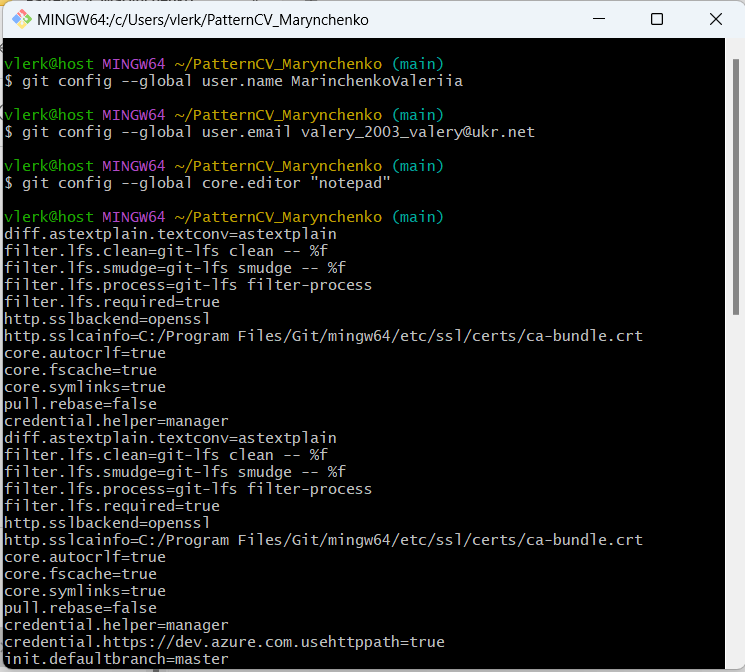 MINGW64:/c/Users/vlerk/PatternCV_Marynchenko
vlerk@host MINGW64 ~/PatternCV_Marynchenko (main)
$ git config --global user.name MarinchenkoValeriia
vlerk@host MINGW64 ~/PatternCV_Marynchenko (main)
$ git config --global user.email valery_2003_valery@ukr.net
vlerk@host MINGW64 ~/PatternCV_Marynchenko (main)
$ git config --global core.editor "notepad"
vlerk@host MINGW64 ~/PatternCV_Marynchenko (main)
diff.astextplain.textconv=astextplain
filter.lfs.clean=git-lfs clean -- %f
filter.lfs.smudge=git-lfs smudge -- %f
filter.lfs.process=git-lfs filter-process
filter.lfs.required=true
http.sslbackend=openssl
http.sslcainfo=C:/Program Files/Git/mingw64/etc/ssl/certs/ca-bundle.crt
core.autocrlf=true
core.fscache=true
core.symlinks=true
pull.rebase=false
credential.helper=manager
diff.astextplain.textconv=astextplain
filter.lfs.clean=git-lfs clean -- %f
filter.lfs.smudge=git-lfs smudge -- %f
filter.lfs.process=git-lfs filter-process
filter.lfs.required=true
http.sslbackend=openssl
http.sslcainfo=C:/Program Files/Git/mingw64/etc/ssl/certs/ca-bundle.crt
core.autocrlf=true
core.fscache=true
core.symlinks=true
pull.rebase=false
credential.helper=manager
credential.https://dev.azure.com.usehttppath=true
init.defaultbranch=master